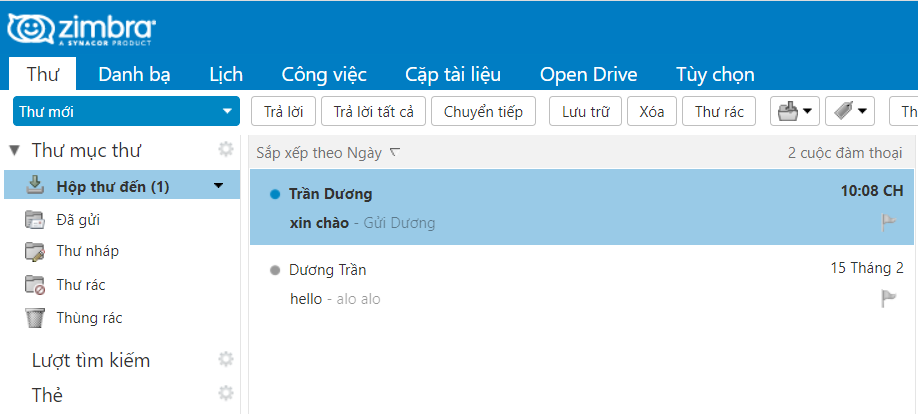 zimbra
A SYNACOR PRODUCT
Thư Danh bạ Lịch Công việc Cặp tài liệu Open Drive Tùy chọn
Thư mới Trả lời Trả lời tất cả Chuyển tiếp Lưu trữ Xóa Thư rác Th
Thư mục thư
Hộp thư đến (1)
Đã gửi
Thư nháp
Thư rác
Thùng rác
Lượt tìm kiếm
Thẻ
Sắp xếp theo Ngày 2 cuộc đàm thoại
Trần Dương 10:08 CH
xin chào - Gửi Dương
Dương Trần 15 Tháng 2
hello - alo alo